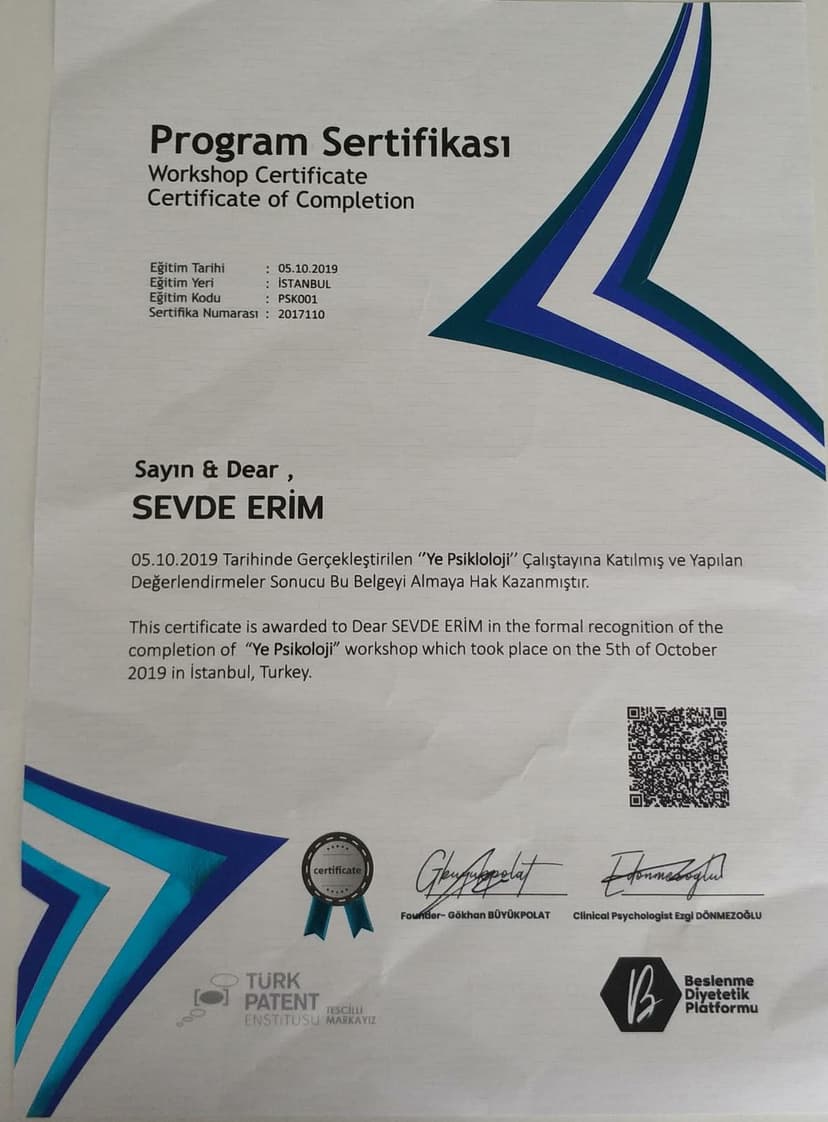 Program Sertifikası
Workshop Certificate
Certificate of Completion
Eğitim Tarihi : 05.10.2019
Eğitim Yeri : İSTANBUL
Eğitim Kodu : PSK001
Sertifika Numarası : 2017110
Sayın & Dear ,
SEVDE ERİM
05.10.2019 Tarihinde Gerçekleştirilen ‘’Ye Psikloloji’’ Çalıştayına Katılmış ve Yapılan
Değerlendirmeler Sonucu Bu Belgeyi Almaya Hak Kazanmıştır.
This certificate is awarded to Dear SEVDE ERİM in the formal recognition of the
completion of “Ye Psikoloji” workshop which took place on the 5th of October
2019 in İstanbul, Turkey.
certificate
Founder- Gökhan BÜYÜKPOLAT
Clinical Psychologist Ezgi DÖNMEZOĞLU
TÜRK
PATENT
ENSTİTÜSÜ TESCİLLİ
MARKAYIZ
B
Beslenme
Diyetetik
Platformu